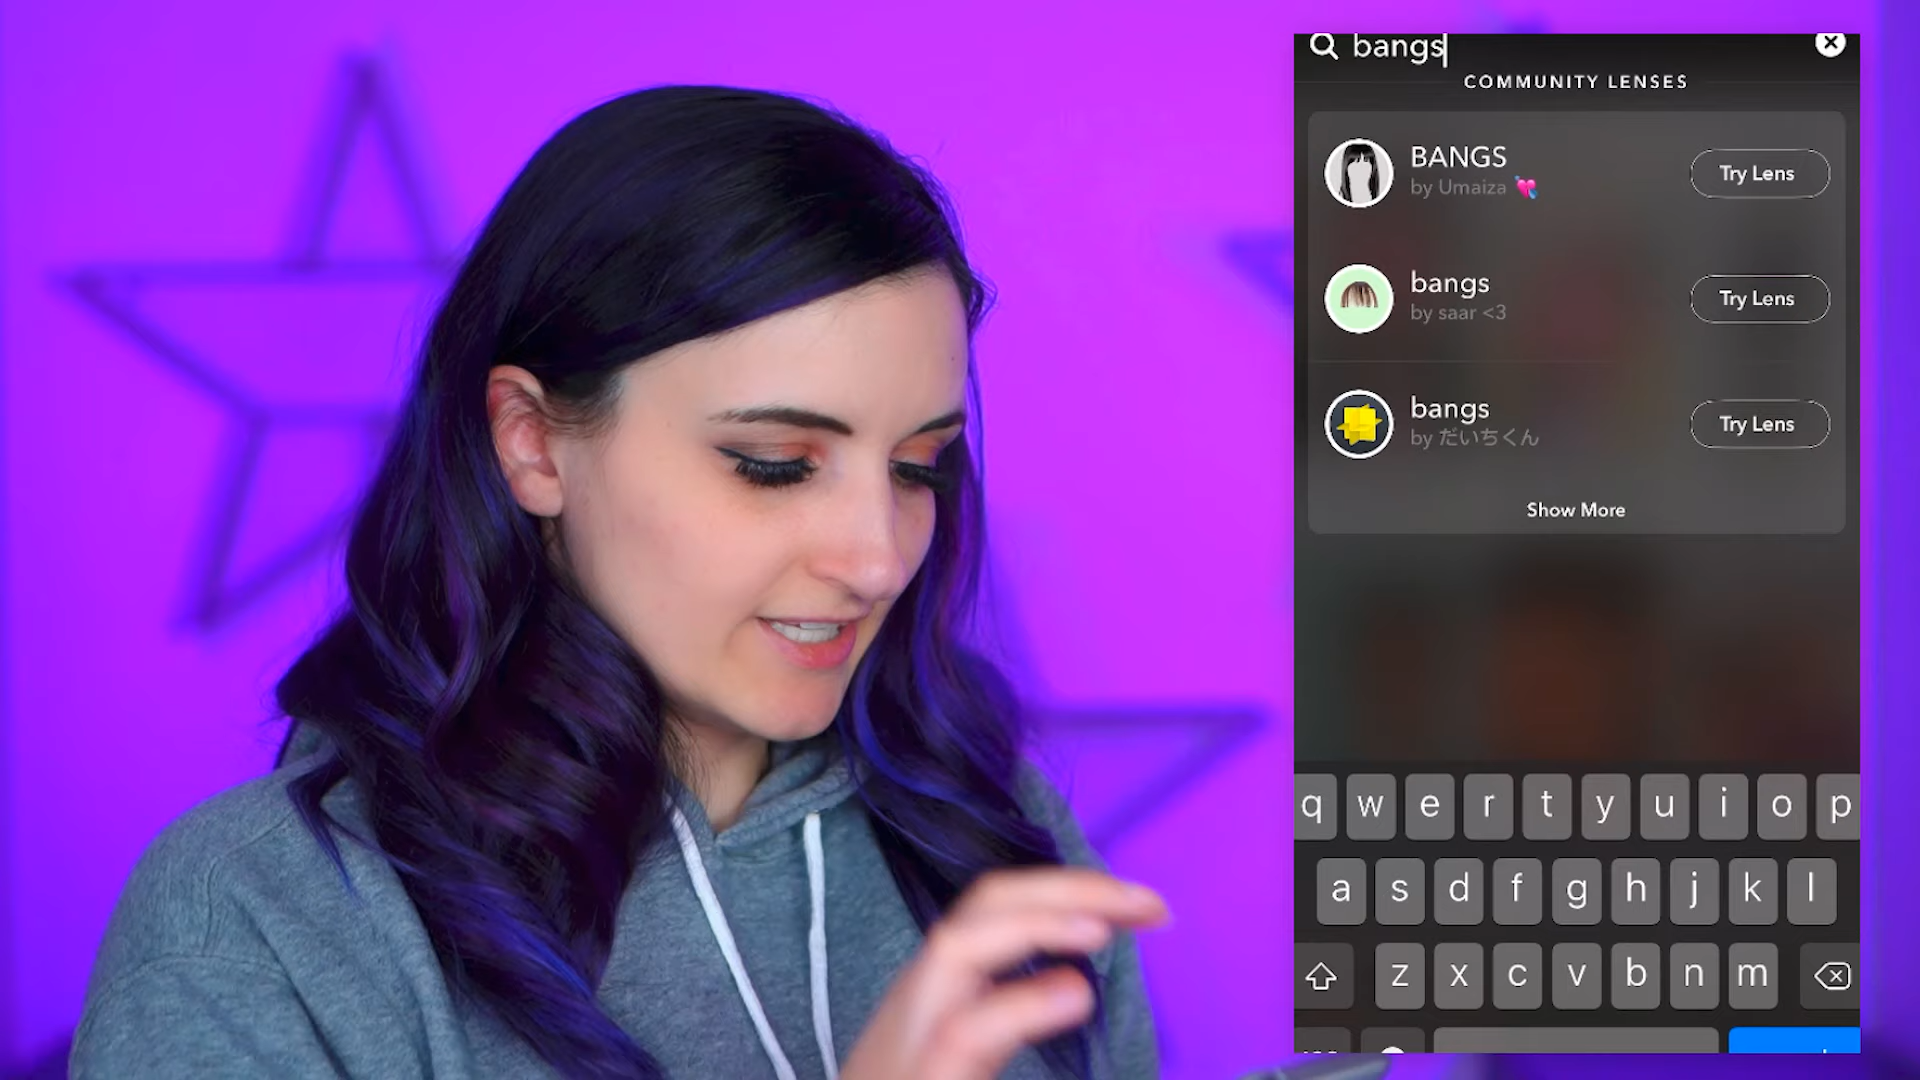 bangs
COMMUNITY LENSES
BANGS
by Umaiza 💘
Try Lens
bangs
by saar <3
Try Lens
bangs
by だいちくん
Try Lens
Show More
q w e r t y u i o p
a s d f g h j k l
z x c v b n m